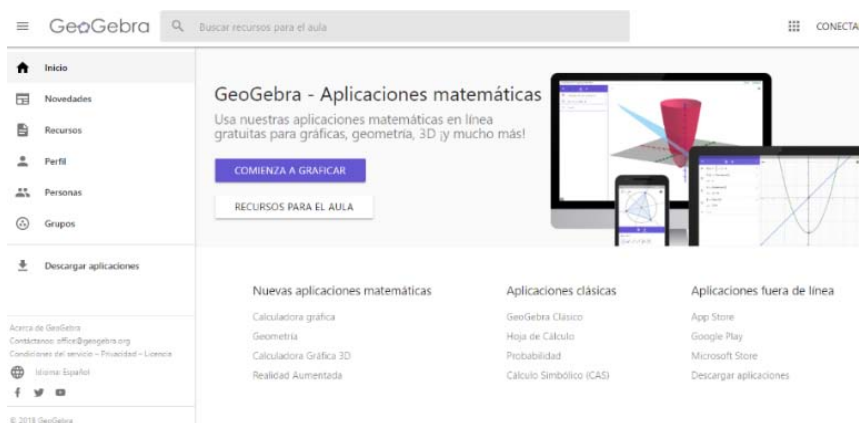 GeoGebra
Buscar recursos para el aula
CONECTA
Inicio
Novedades
Recursos
Perfil
Personas
Grupos
Descargar aplicaciones
Acerca de GeoGebra
Contáctanos: office@geogebra.org
Condiciones del servicio – Privacidad – Licencia
Idioma: Español
© 2018 GeoGebra
GeoGebra - Aplicaciones matemáticas
Usa nuestras aplicaciones matemáticas en línea
gratuitas para gráficas, geometría, 3D ¡y mucho más!
COMIENZA A GRAFICAR
RECURSOS PARA EL AULA
Nuevas aplicaciones matemáticas
Calculadora gráfica
Geometría
Calculadora Gráfica 3D
Realidad Aumentada
Aplicaciones clásicas
GeoGebra Clásico
Hoja de Cálculo
Probabilidad
Cálculo Simbólico (CAS)
Aplicaciones fuera de línea
App Store
Google Play
Microsoft Store
Descargar aplicaciones